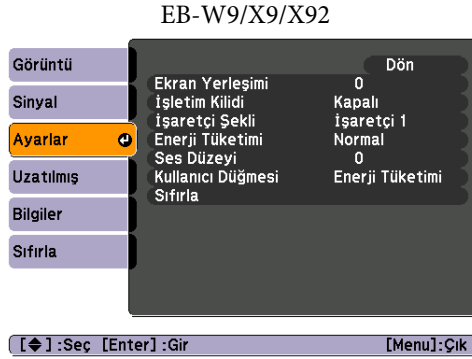 EB-W9/X9/X92
Görüntü
Sinyal
Ayarlar
Uzatılmış
Bilgiler
Sıfırla
Dön
Ekran Yerleşimi 0
İşletim Kilidi Kapalı
İşaretçi Şekli İşaretçi 1
Enerji Tüketimi Normal
Ses Düzeyi 0
Kullanıcı Düğmesi Enerji Tüketimi
Sıfırla
[◆] :Seç [Enter] :Gir [Menu]:Çık